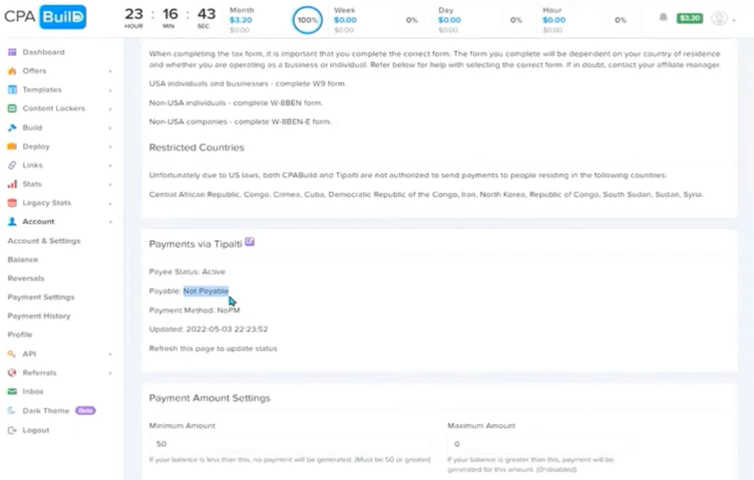 CPA BuilD
23 : 16 : 43
HOUR MIN SEC
Month
$3.20
$0.00
100%
Week
$0.00
$0.00
0%
Day
$0.00
$0.00
0%
Hour
$0.00
$0.00
0%
$3.20
Dashboard
Offers
Templates
Content Lockers
Build
Deploy
Links
Stats
Legacy Stats
Account
Account & Settings
Balance
Reversals
Payment Settings
Payment History
Profile
API
Referrals
Inbox
Dark Theme Beta
Logout
When completing the tax form, it is important that you complete the correct form. The form you complete will be dependent on your country of residence
and whether you are operating as a business or individual. Refer below for help with selecting the correct form. If in doubt, contact your affiliate manager.
USA individuals and businesses - complete W9 form.
Non-USA individuals - complete W-8BEN form.
Non-USA companies - complete W-8BEN-E form.
Restricted Countries
Unfortunately due to US laws, both CPABuild and Tipalti are not authorized to send payments to people residing in the following countries:
Central African Republic, Congo, Crimea, Cuba, Democratic Republic of the Congo, Iran, North Korea, Republic of Congo, South Sudan, Sudan, Syria.
Payments via Tipalti
Payee Status: Active
Payable: Not Payable
Payment Method: NoPM
Updated: 2022-05-03 22:23:52
Refresh this page to update status
Payment Amount Settings
Minimum Amount
50
If your balance is less than this, no payment will be generated. (Must be 50 or greater)
Maximum Amount
0
If your balance is greater than this, payment will be
generated for this amount. (0=disabled)